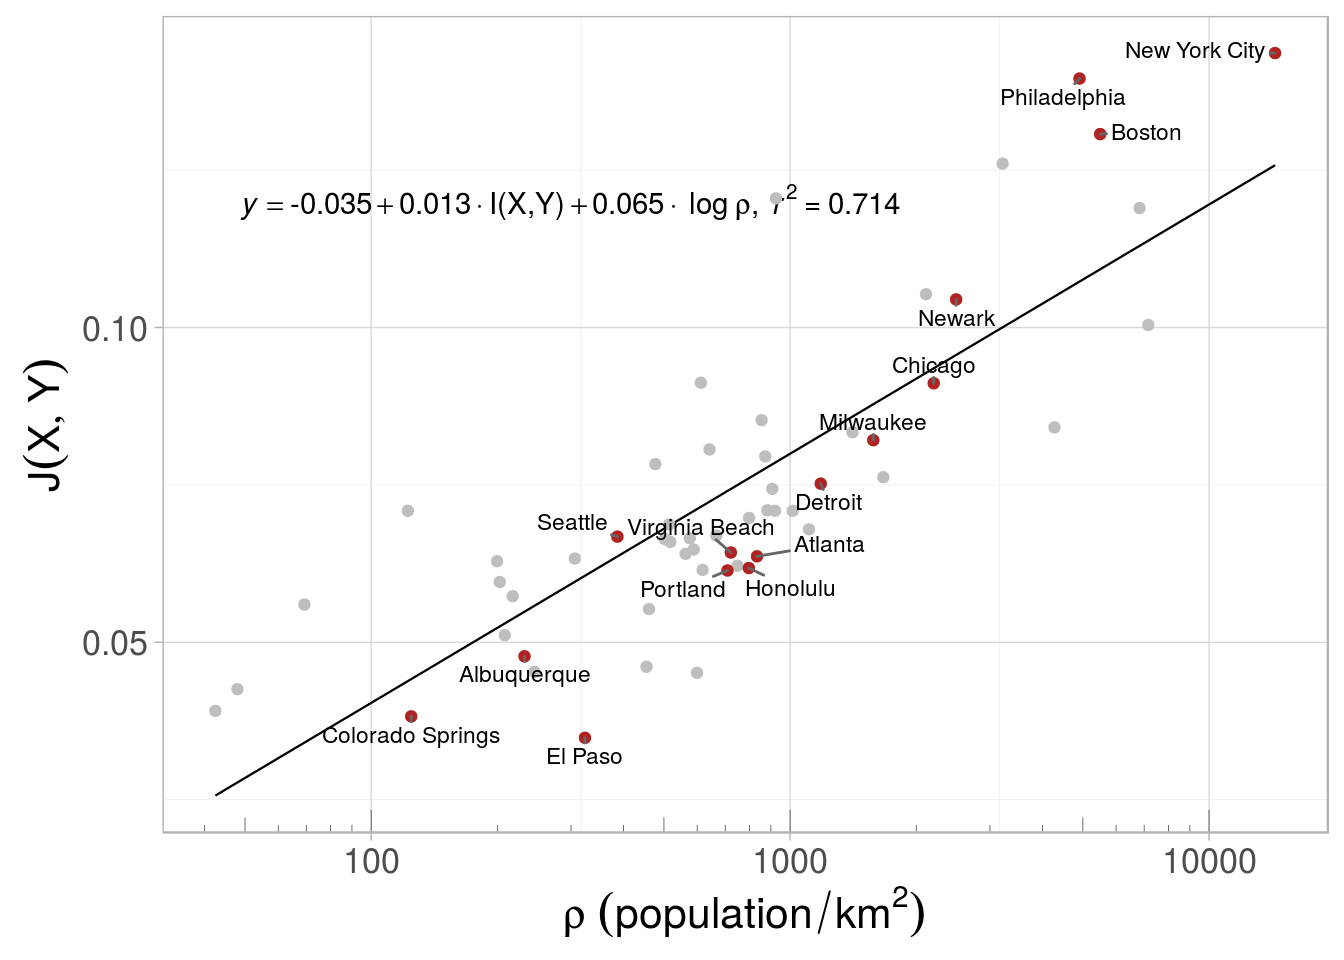 New York City
Philadelphia
Boston
y = -0.035 + 0.013 · I(X,Y) + 0.065 · log ρ, r² = 0.714
Newark
0.10
Chicago
Milwaukee
J(X, Y)
Detroit
Seattle
Virginia Beach
Atlanta
Portland
Honolulu
0.05
Albuquerque
Colorado Springs
El Paso
100
1000
10000
ρ (population/km²)